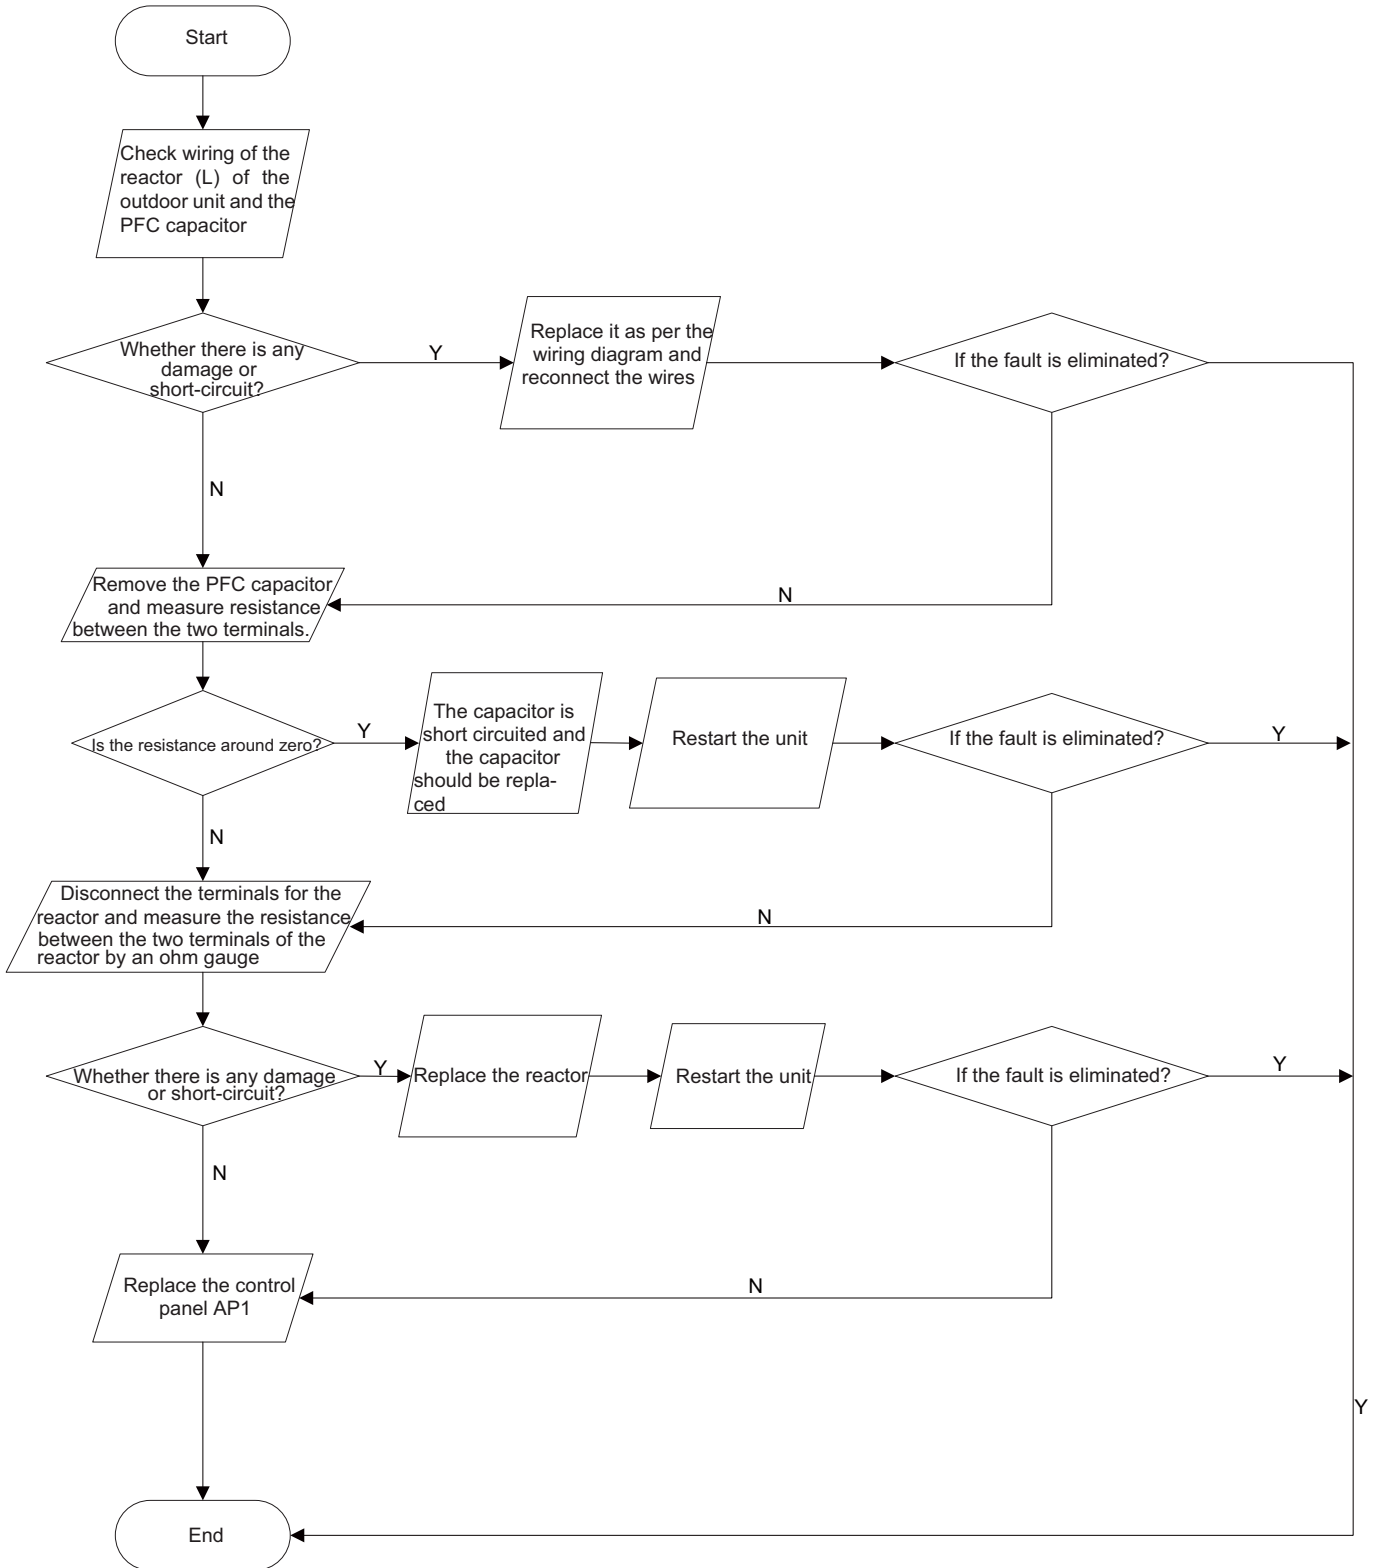 Start
Check wiring of the
reactor (L) of the
outdoor unit and the
PFC capacitor
Whether there is any
damage or
short-circuit?
Y
Replace it as per the
wiring diagram and
reconnect the wires
If the fault is eliminated?
N
N
Remove the PFC capacitor
and measure resistance
between the two terminals.
Is the resistance around zero?
Y
The capacitor is
short circuited and
the capacitor
should be repla-
ced
Restart the unit
If the fault is eliminated?
Y
N
N
Disconnect the terminals for the
reactor and measure the resistance
between the two terminals of the
reactor by an ohm gauge
Whether there is any damage
or short-circuit?
Y
Replace the reactor
Restart the unit
If the fault is eliminated?
Y
N
N
Replace the control
panel AP1
Y
End